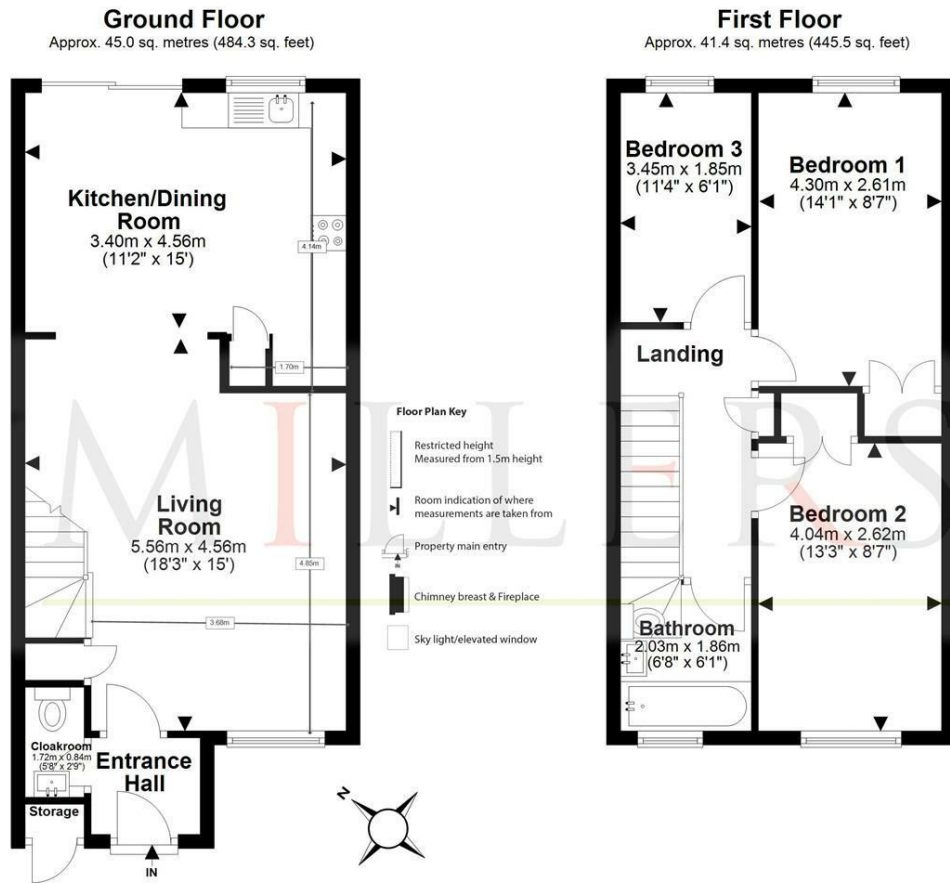 Ground Floor
Approx. 45.0 sq. metres (484.3 sq. feet)
Kitchen/Dining
Room
3.40m x 4.56m
(11'2" x 15')
4.14m
1.70m
Living
Room
5.56m x 4.56m
(18'3" x 15')
4.85m
3.68m
Cloakroom
1.72m x 0.84m
(5'8" x 2'9")
Entrance
Hall
Storage
IN
Floor Plan Key
Restricted height
Measured from 1.5m height
Room indication of where
measurements are taken from
Property main entry
IN
Chimney breast & Fireplace
Sky light/elevated window
N
First Floor
Approx. 41.4 sq. metres (445.5 sq. feet)
Bedroom 3
3.45m x 1.85m
(11'4" x 6'1")
Bedroom 1
4.30m x 2.61m
(14'1" x 8'7")
Landing
Bedroom 2
4.04m x 2.62m
(13'3" x 8'7")
Bathroom
2.03m x 1.86m
(6'8" x 6'1")
MILLERS